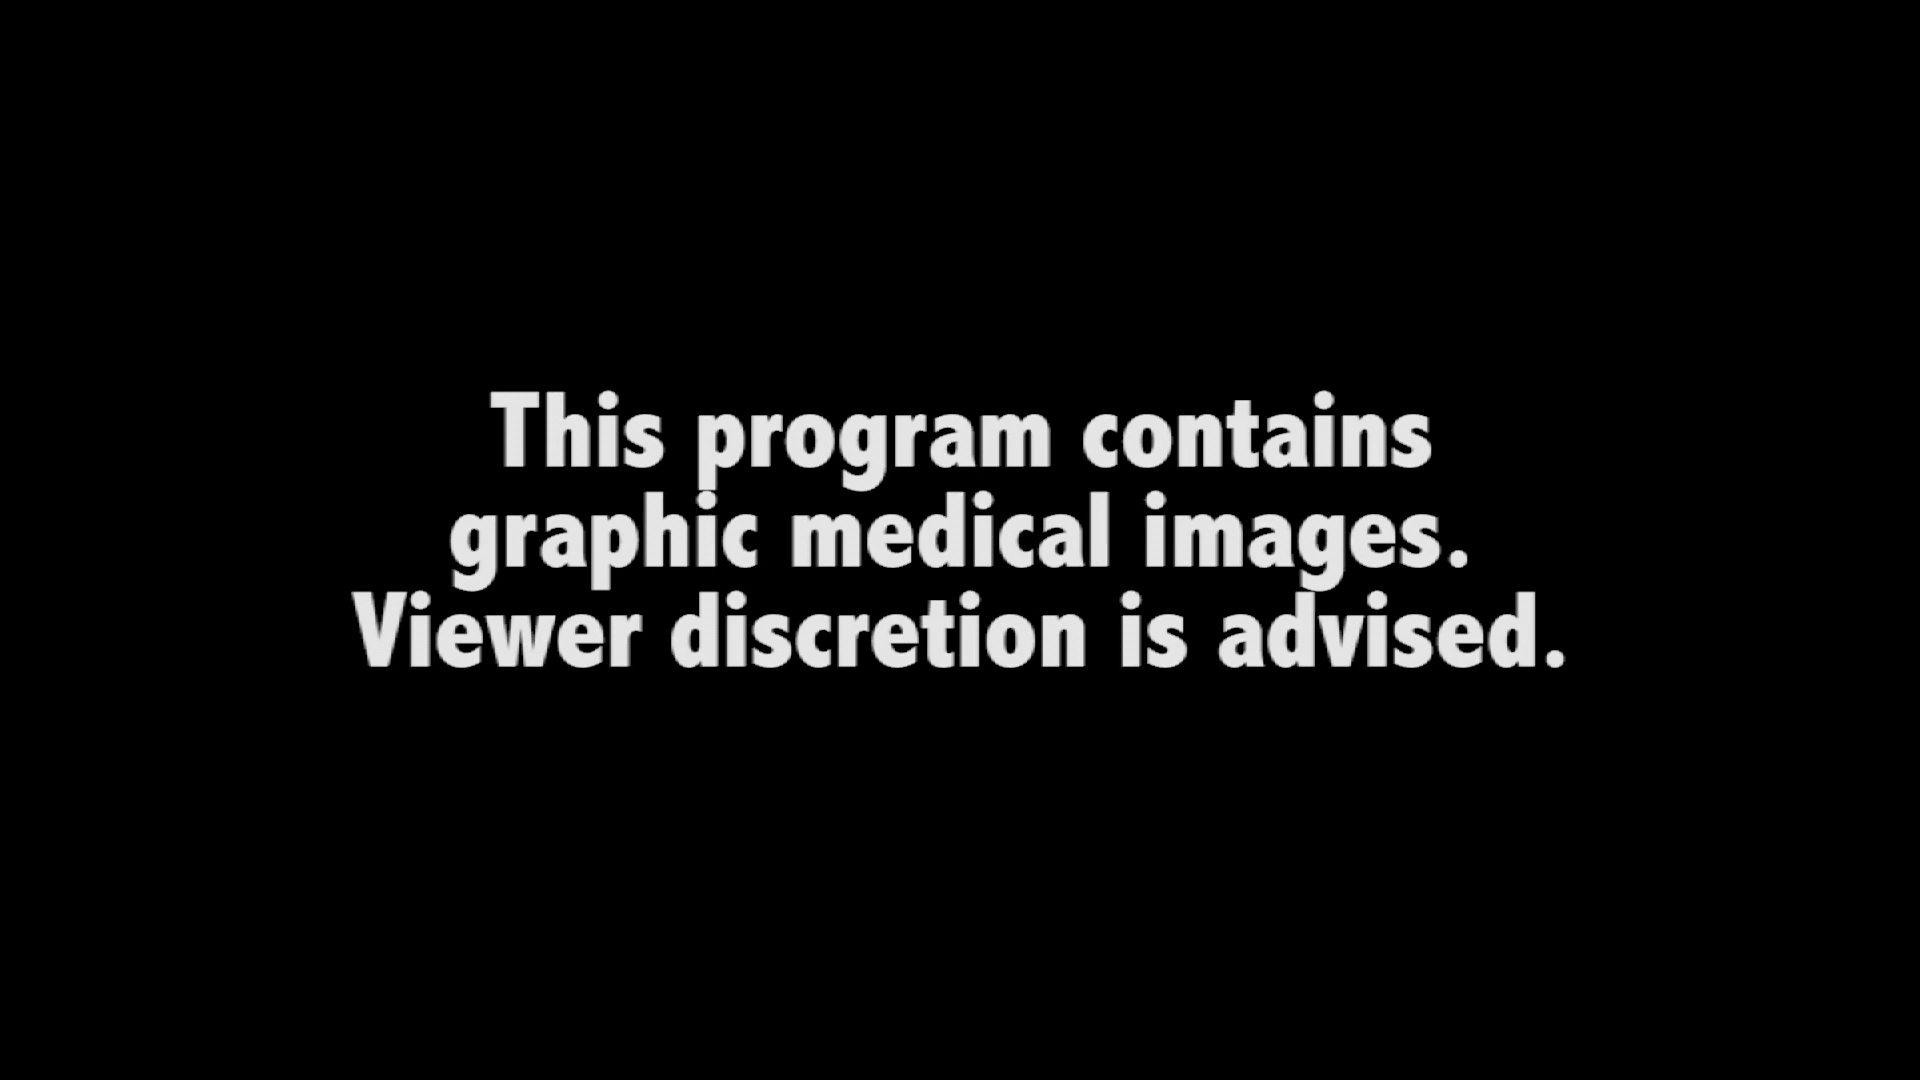 This program contains
graphic medical images.
Viewer discretion is advised.